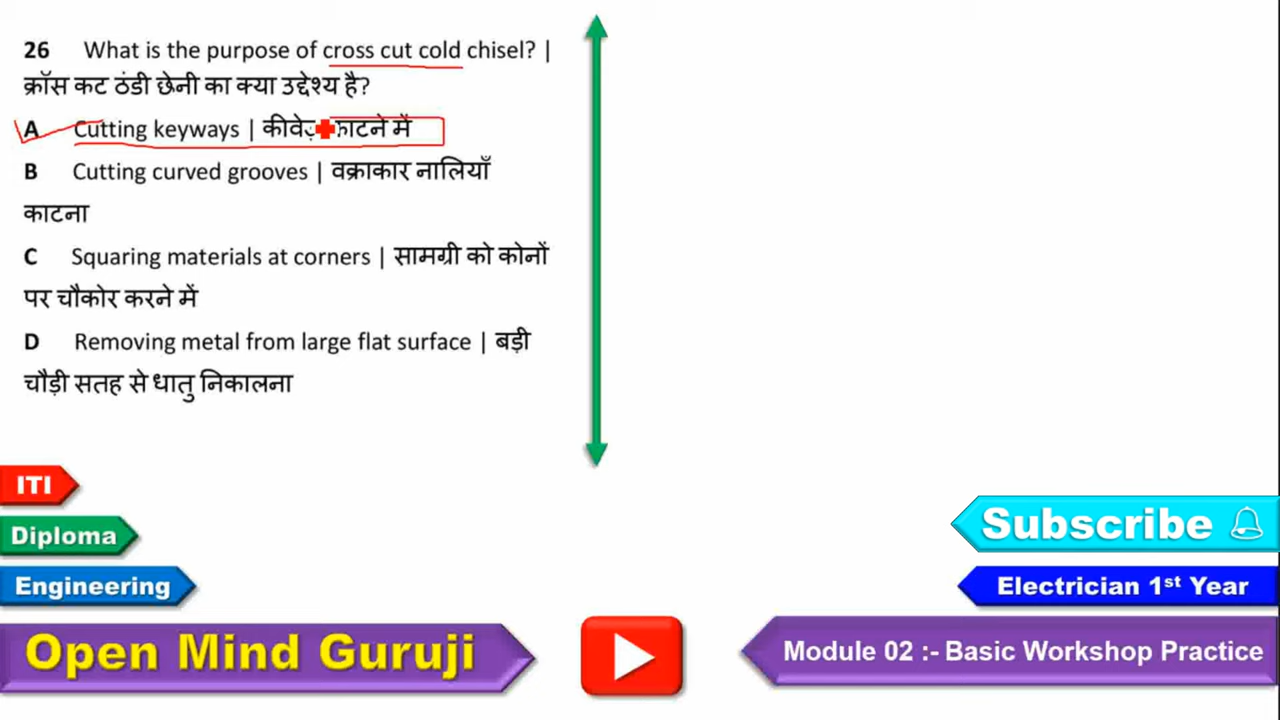 26 What is the purpose of cross cut cold chisel? |
क्रॉस कट ठंडी छेनी का क्या उद्देश्य है?
A Cutting keyways | में
B Cutting curved grooves | वक्राकार नालियाँ
काटना
C Squaring materials at corners | सामग्री को कोनों
पर चौकोर करने में
D Removing metal from large flat surface | बड़ी
चौड़ी सतह से धातु निकालना
ITI
Diploma
Engineering
Open Mind Guruji
Subscribe
Electrician 1st Year
Module 02 :- Basic Workshop Practice